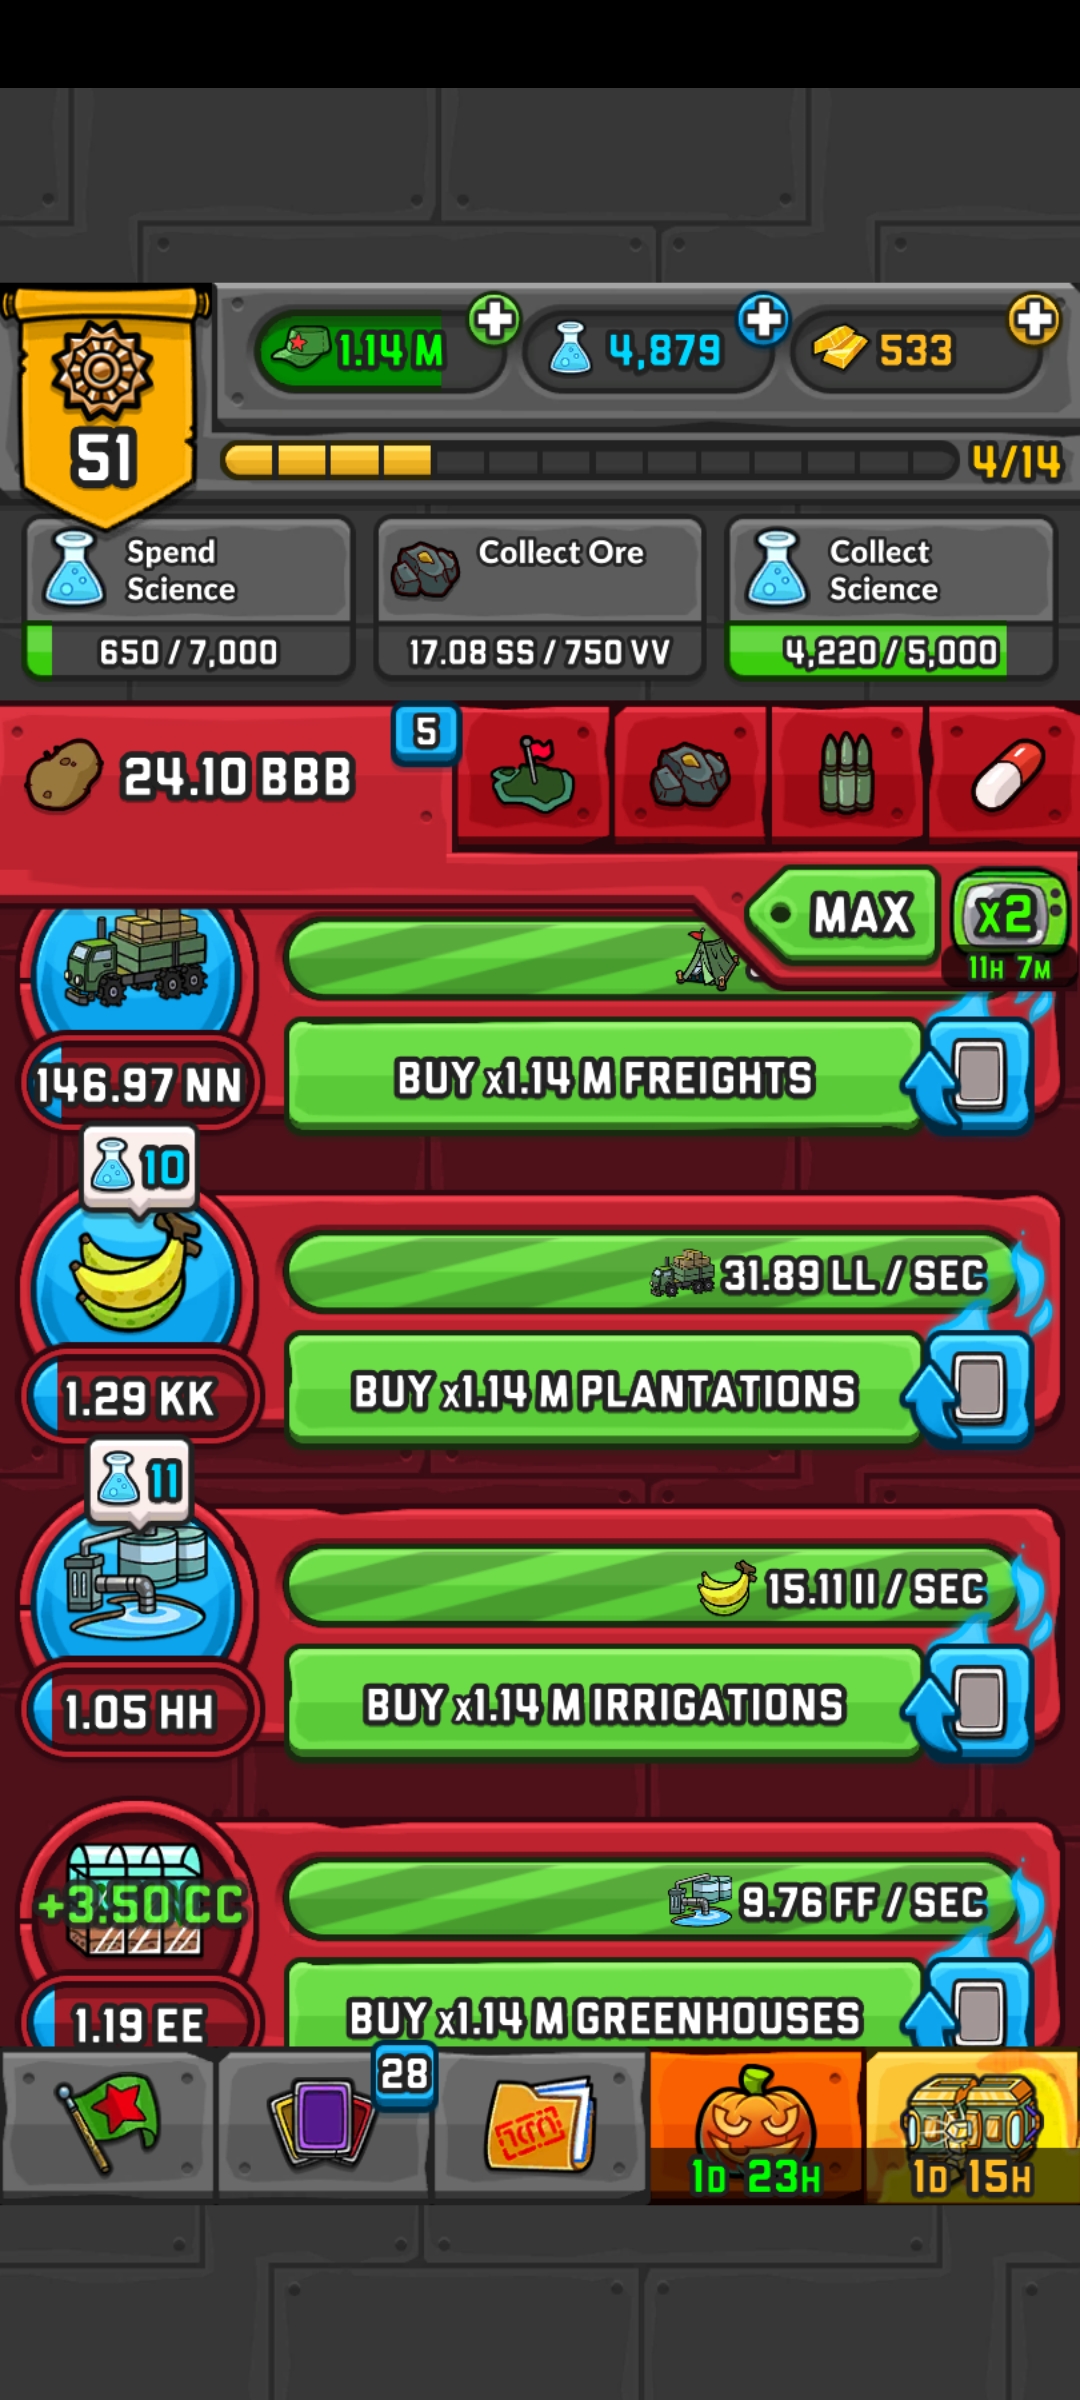 1.14 M
4,879
533
51
4/14
Spend
Science
650 / 7,000
Collect Ore
17.08 SS / 750 VV
Collect
Science
4,220 / 5,000
24.10 BBB
5
MAX
x2
11H 7M
146.97 NN
BUY x1.14 M FREIGHTS
10
31.89 LL / SEC
1.29 KK
BUY x1.14 M PLANTATIONS
11
15.11 II / SEC
1.05 HH
BUY x1.14 M IRRIGATIONS
+3.50 CC
9.76 FF / SEC
1.19 EE
BUY x1.14 M GREENHOUSES
28
1D 23H
1D 15H